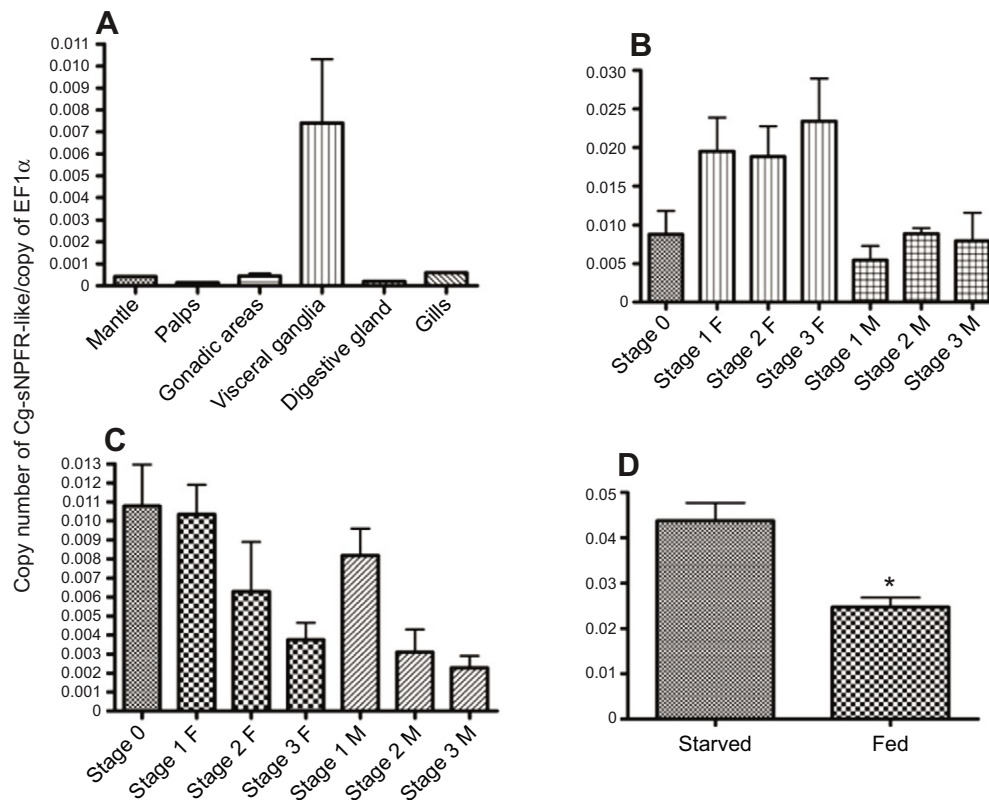 Copy number of Cg-sNPFR-like/copy of EF1α
A
0.011
0.010
0.009
0.008
0.007
0.006
0.005
0.004
0.003
0.002
0.001
0
Mantle
Palps
Gonadic areas
Visceral ganglia
Digestive gland
Gills
B
0.030
0.025
0.020
0.015
0.010
0.005
0
Stage 0
Stage 1 F
Stage 2 F
Stage 3 F
Stage 1 M
Stage 2 M
Stage 3 M
C
0.013
0.012
0.011
0.010
0.009
0.008
0.007
0.006
0.005
0.004
0.003
0.002
0.001
0
Stage 0
Stage 1 F
Stage 2 F
Stage 3 F
Stage 1 M
Stage 2 M
Stage 3 M
D
0.05
0.04
0.03
0.02
0.01
0
*
Starved
Fed